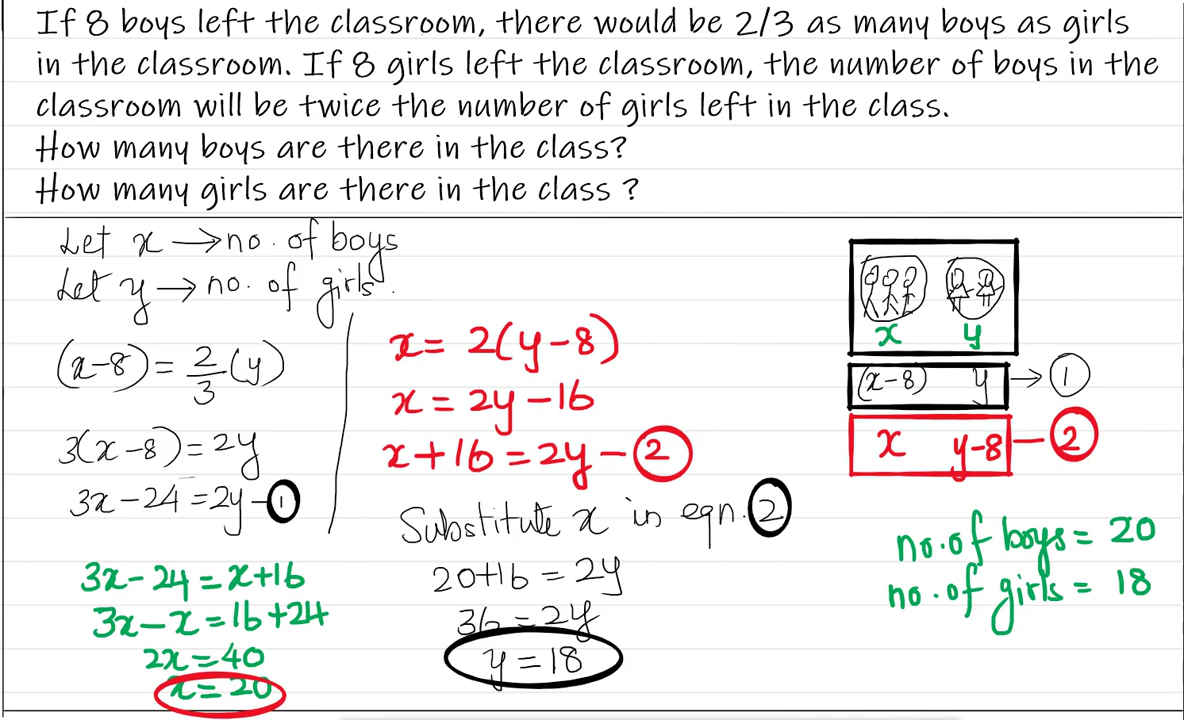 If 8 boys left the classroom, there would be 2/3 as many boys as girls
in the classroom. If 8 girls left the classroom, the number of boys in the
classroom will be twice the number of girls left in the class.
How many boys are there in the class?
How many girls are there in the class ?
Let x → no. of boys
Let y → no. of girls.
(x-8) = 2/3 (y)
3(x-8) = 2y
3x-24 = 2y - 1
3x-24 = x+16
3x-x = 16+24
2x = 40
x = 20
x = 2(y-8)
x = 2y-16
x+16 = 2y - 2
Substitute x in eqn. 2
20+16 = 2y
36 = 2y
y = 18
x y
(x-8) y → 1
x y-8 - 2
no. of boys = 20
no. of girls = 18